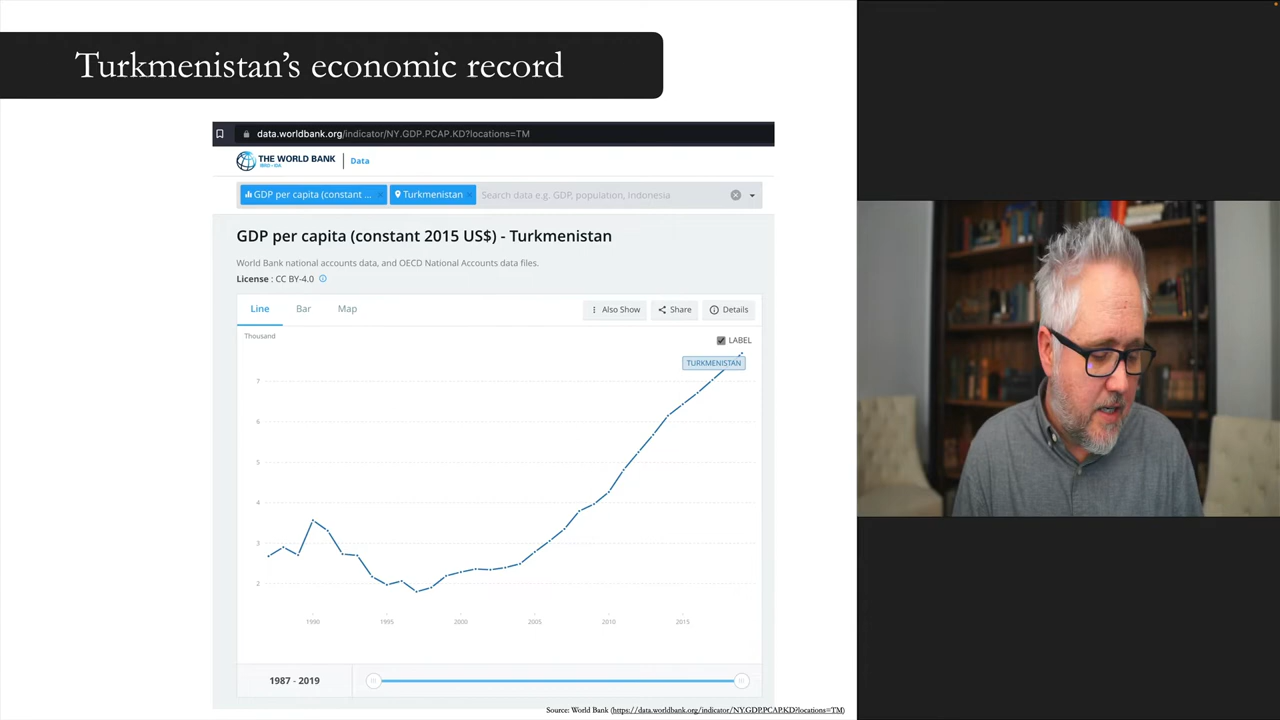 Turkmenistan’s economic record
data.worldbank.org/indicator/NY.GDP.PCAP.KD?locations=TM
THE WORLD BANK
IBRD • IDA
Data
GDP per capita (constant ... ×
Turkmenistan ×
Search data e.g. GDP, population, Indonesia
GDP per capita (constant 2015 US$) - Turkmenistan
World Bank national accounts data, and OECD National Accounts data files.
License : CC BY-4.0
Line Bar Map
Also Show Share Details
Thousand
LABEL
TURKMENISTAN
7
6
5
4
3
2
1990 1995 2000 2005 2010 2015
1987 - 2019
Source: World Bank (https://data.worldbank.org/indicator/NY.GDP.PCAP.KD?locations=TM)